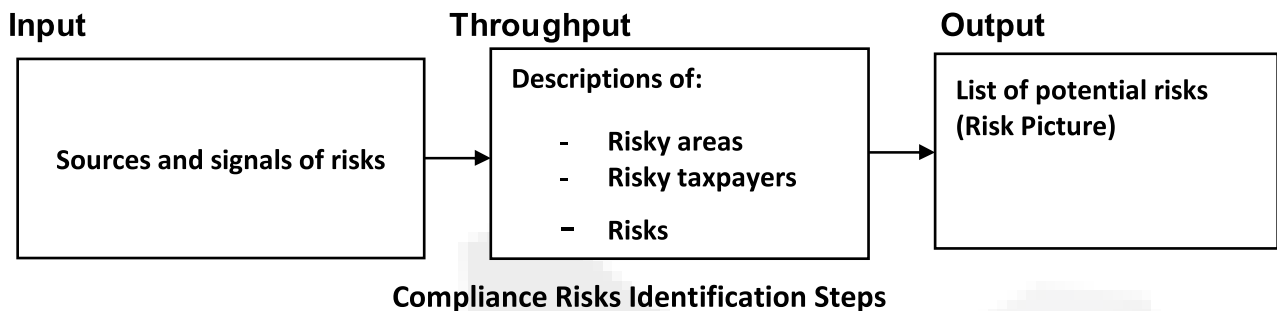 Input
Throughput
Output
Sources and signals of risks
Descriptions of:
- Risky areas
- Risky taxpayers
- Risks
List of potential risks
(Risk Picture)
Compliance Risks Identification Steps